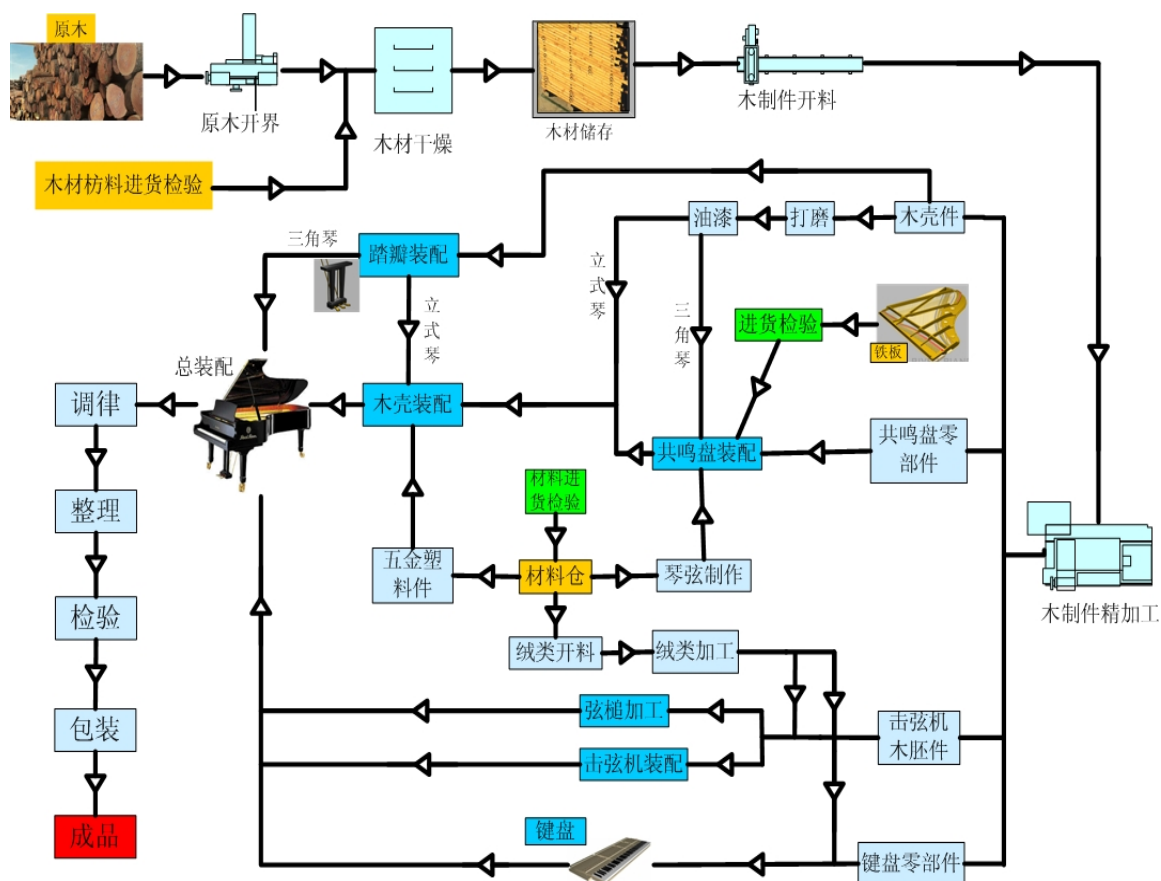 原木
原木开界
木材干燥
木材储存
木制件开料
木材枋料进货检验
油漆
打磨
木壳件
三角琴
踏瓣装配
立
式
琴
立
式
琴
三
角
琴
进货检验
铁板
总装配
调律
木壳装配
共鸣盘装配
共鸣盘零
部件
材料进
货检验
整理
五金塑
料件
材料仓
琴弦制作
木制件精加工
检验
绒类开料
绒类加工
包装
弦槌加工
击弦机
木胚件
击弦机装配
成品
键盘
键盘零部件